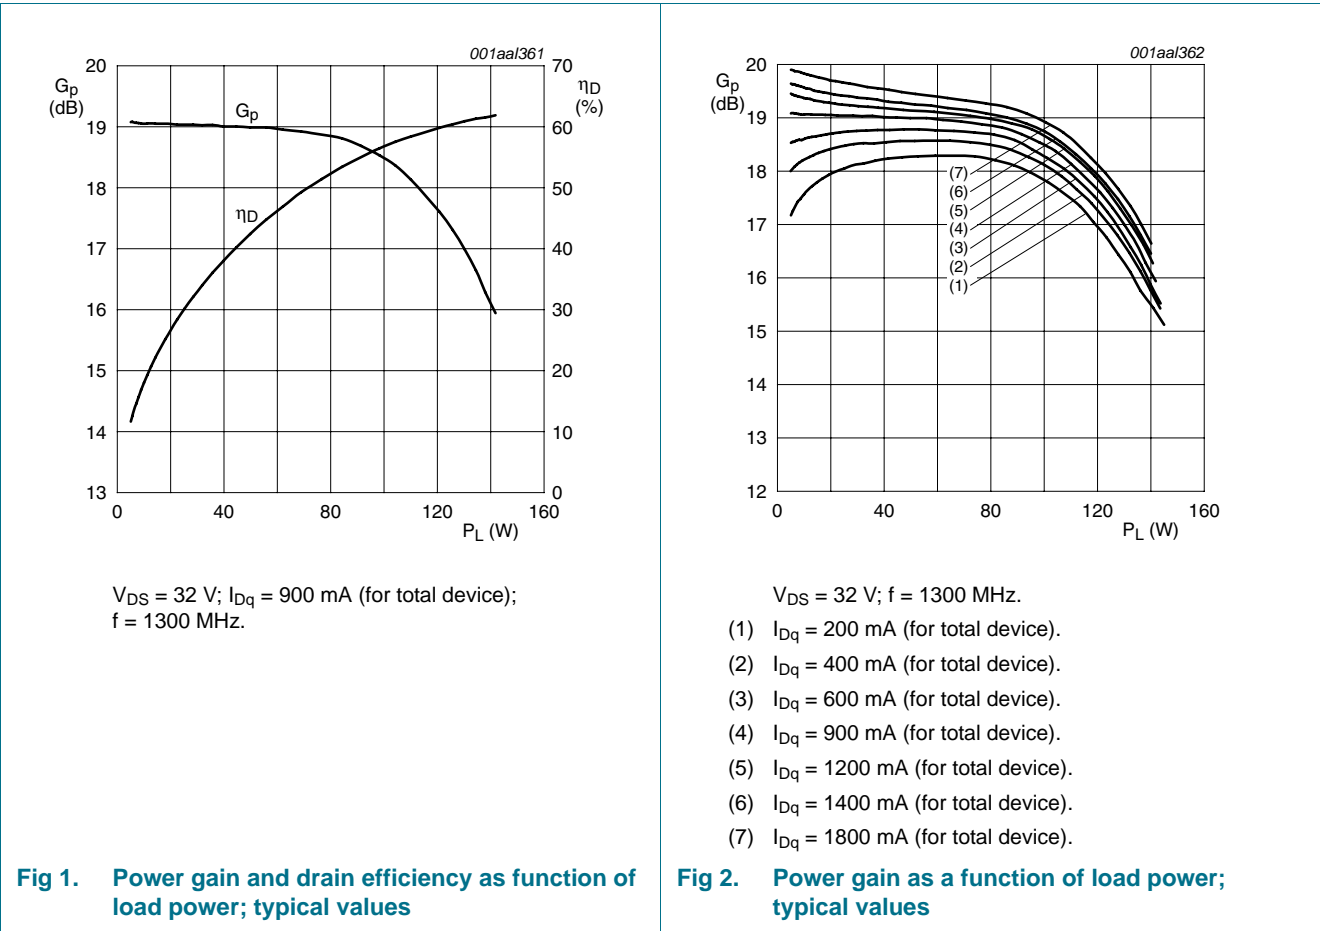 001aal361
20
19
18
17
16
15
14
13
Gp
(dB)
70
60
50
40
30
20
10
0
ηD
(%)
Gp
ηD
0
40
80
120
160
PL (W)
VDS = 32 V; IDq = 900 mA (for total device);
f = 1300 MHz.
Fig 1. Power gain and drain efficiency as function of
load power; typical values
001aal362
20
19
18
17
16
15
14
13
12
Gp
(dB)
(7)
(6)
(5)
(4)
(3)
(2)
(1)
0
40
80
120
160
PL (W)
VDS = 32 V; f = 1300 MHz.
(1) IDq = 200 mA (for total device).
(2) IDq = 400 mA (for total device).
(3) IDq = 600 mA (for total device).
(4) IDq = 900 mA (for total device).
(5) IDq = 1200 mA (for total device).
(6) IDq = 1400 mA (for total device).
(7) IDq = 1800 mA (for total device).
Fig 2. Power gain as a function of load power;
typical values